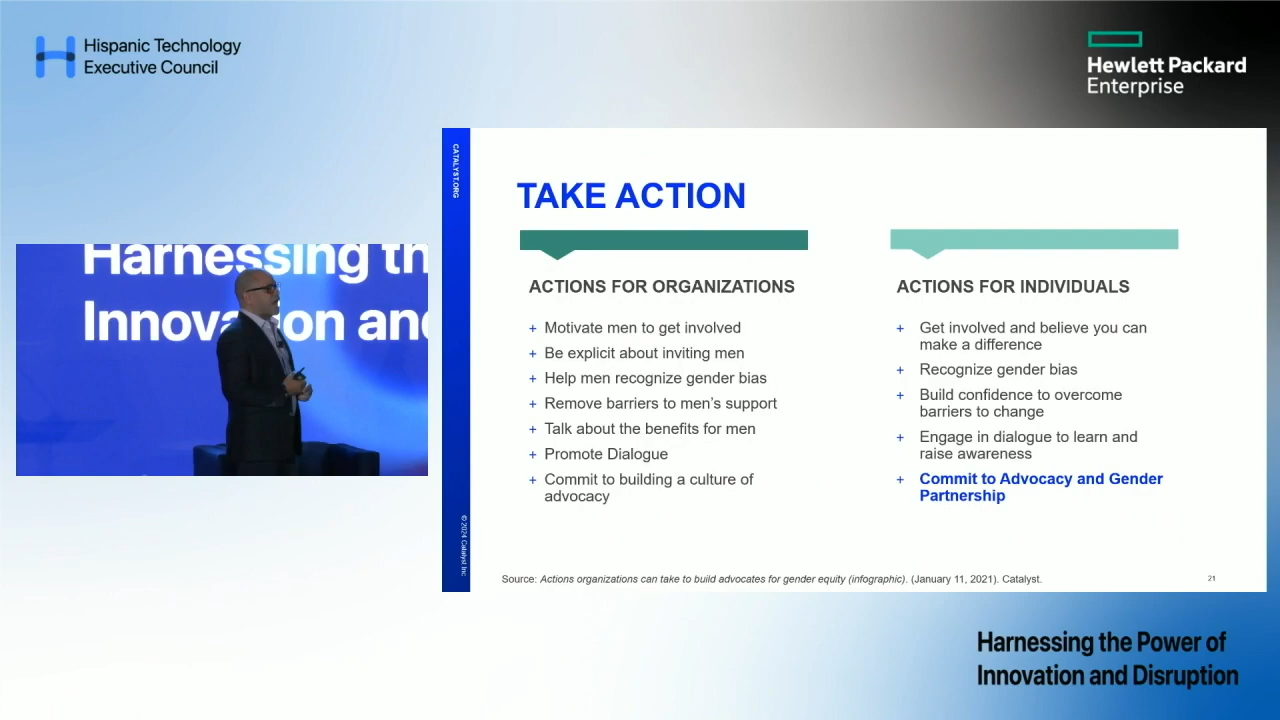 Hispanic Technology
Executive Council
Hewlett Packard
Enterprise
Harnessing th
Innova ion and
CATALYST.ORG
© 2024 Catalyst Inc
TAKE ACTION
ACTIONS FOR ORGANIZATIONS
+ Motivate men to get involved
+ Be explicit about inviting men
+ Help men recognize gender bias
+ Remove barriers to men’s support
+ Talk about the benefits for men
+ Promote Dialogue
+ Commit to building a culture of
advocacy
ACTIONS FOR INDIVIDUALS
+ Get involved and believe you can
make a difference
+ Recognize gender bias
+ Build confidence to overcome
barriers to change
+ Engage in dialogue to learn and
raise awareness
+ Commit to Advocacy and Gender
Partnership
Source: Actions organizations can take to build advocates for gender equity (infographic). (January 11, 2021). Catalyst.
21
Harnessing the Power of
Innovation and Disruption